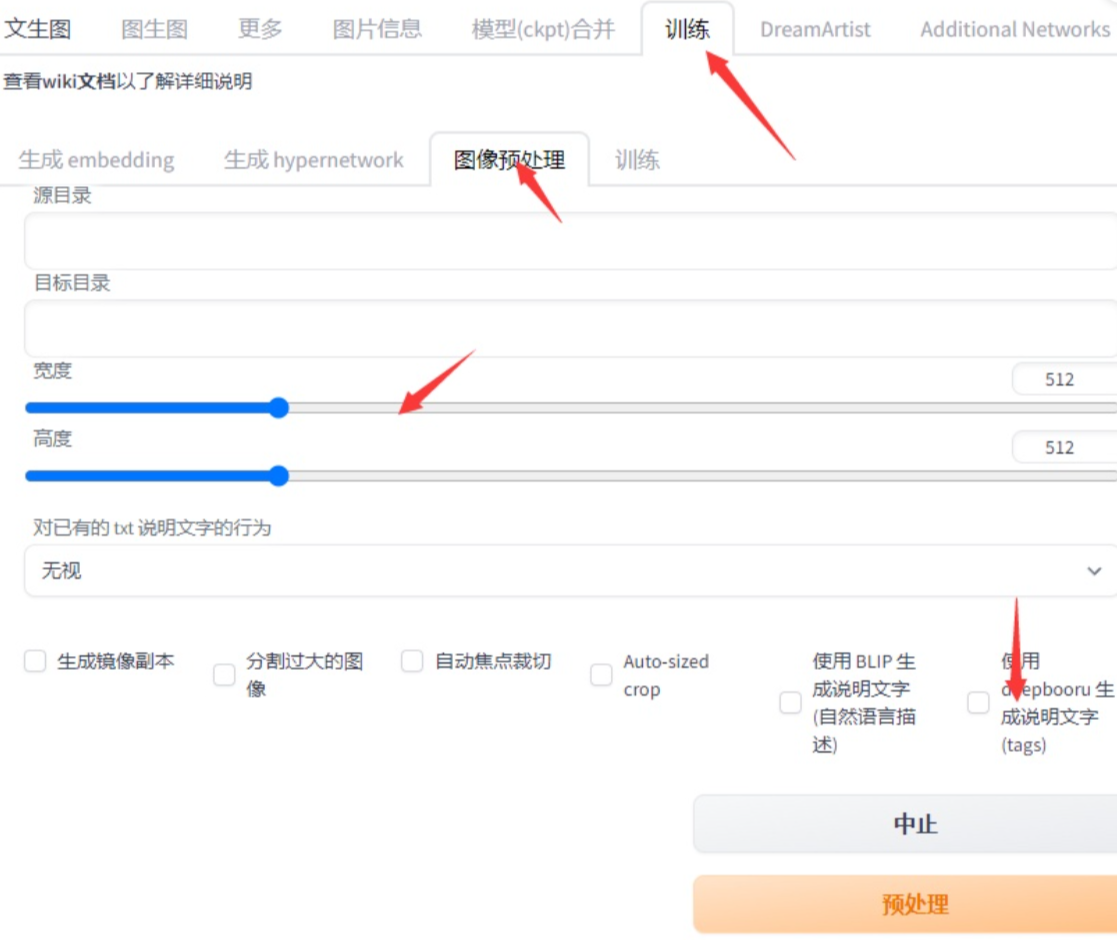 文生图 图生图 更多 图片信息 模型(ckpt)合并 训练 DreamArtist Additional Networks
查看wiki文档以了解详细说明
生成 embedding 生成 hypernetwork 图像预处理 训练
源目录
目标目录
宽度
512
高度
512
对已有的 txt 说明文字的行为
无视
生成镜像副本
分割过大的图
像
自动焦点裁切
Auto-sized
crop
使用 BLIP 生
成说明文字
(自然语言描
述)
使用
deepbooru 生
成说明文字
(tags)
中止
预处理